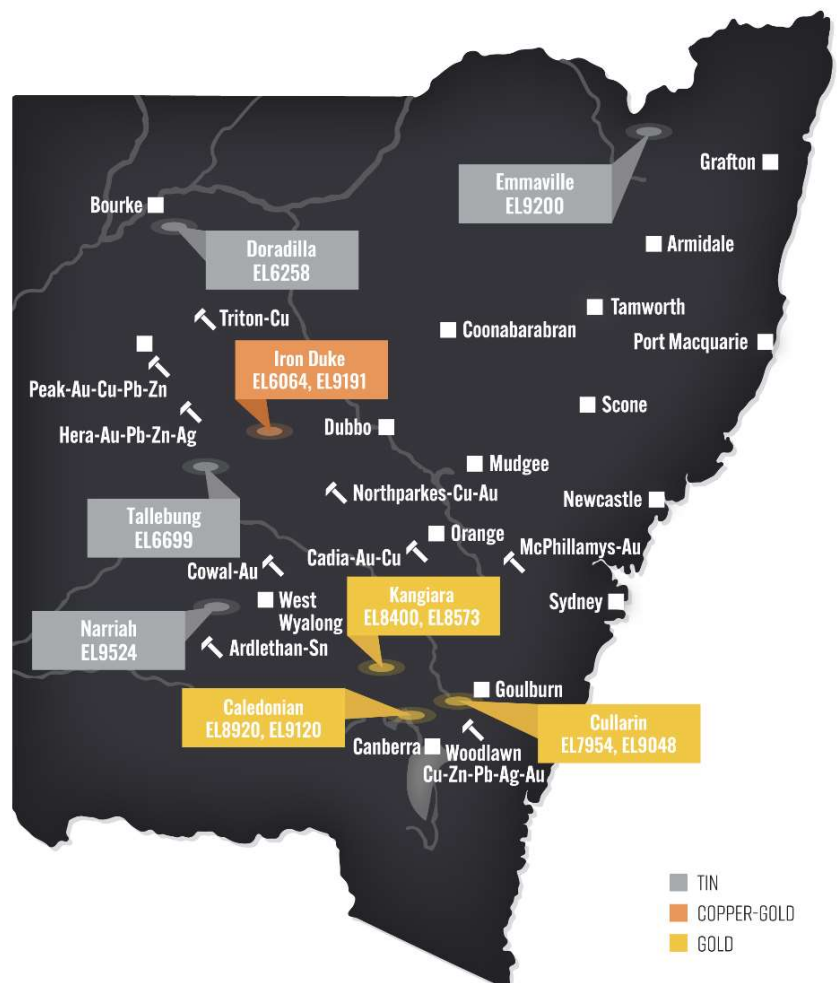 Emmaville
EL9200
Grafton
Bourke
Armidale
Doradilla
EL6258
Tamworth
Triton-Cu
Coonabarabran
Port Macquarie
Iron Duke
EL6064, EL9191
Peak-Au-Cu-Pb-Zn
Scone
Hera-Au-Pb-Zn-Ag
Dubbo
Mudgee
Northparkes-Cu-Au
Newcastle
Tallebung
EL6699
Orange
McPhillamys-Au
Cadia-Au-Cu
Cowal-Au
Kangiara
EL8400, EL8573
West
Wyalong
Sydney
Narriah
EL9524
Ardlethan-Sn
Goulburn
Caledonian
EL8920, EL9120
Cullarin
EL7954, EL9048
Canberra
Woodlawn
Cu-Zn-Pb-Ag-Au
TIN
COPPER-GOLD
GOLD